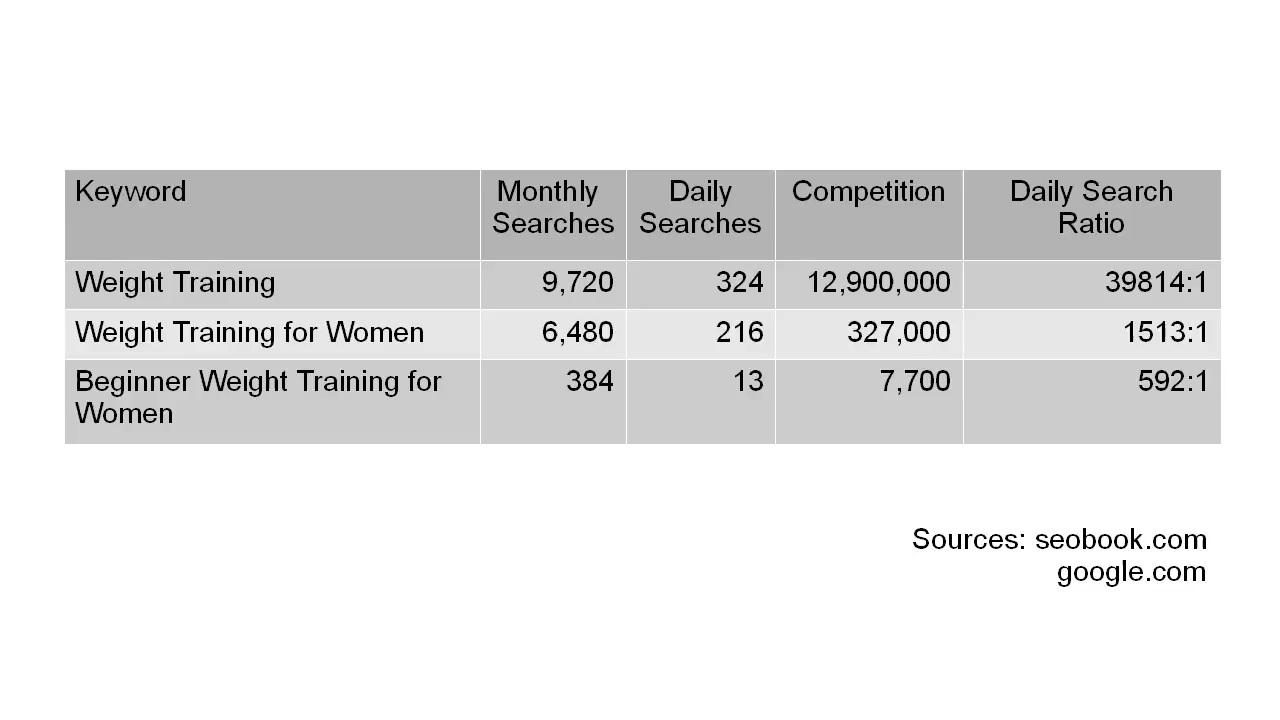 Keyword Monthly Searches Daily Searches Competition Daily Search Ratio
Weight Training 9,720 324 12,900,000 39814:1
Weight Training for Women 6,480 216 327,000 1513:1
Beginner Weight Training for Women 384 13 7,700 592:1
Sources: seobook.com
google.com